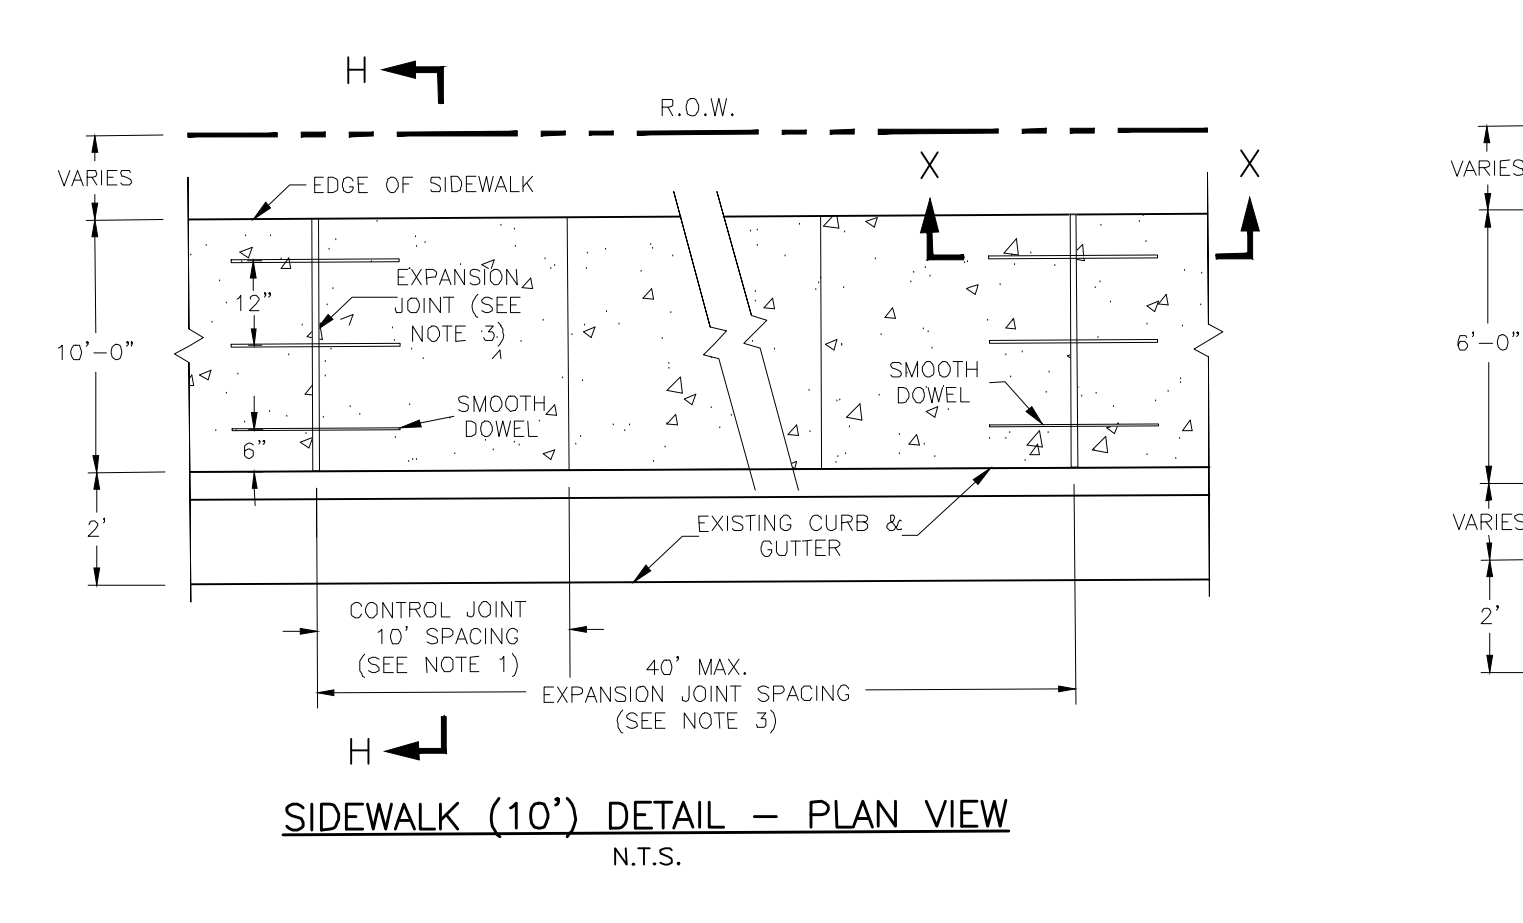 H
R.O.W.
X
X
VARIES
VARIES
EDGE OF SIDEWALK
EXPANSION
JOINT (SEE
NOTE 3)
12"
10'-0"
6'-0"
SMOOTH
DOWEL
SMOOTH
DOWEL
6"
2'
EXISTING CURB &
GUTTER
VARIES
CONTROL JOINT
10' SPACING
(SEE NOTE 1)
2'
40' MAX.
EXPANSION JOINT SPACING
(SEE NOTE 3)
H
SIDEWALK (10') DETAIL - PLAN VIEW
N.T.S.